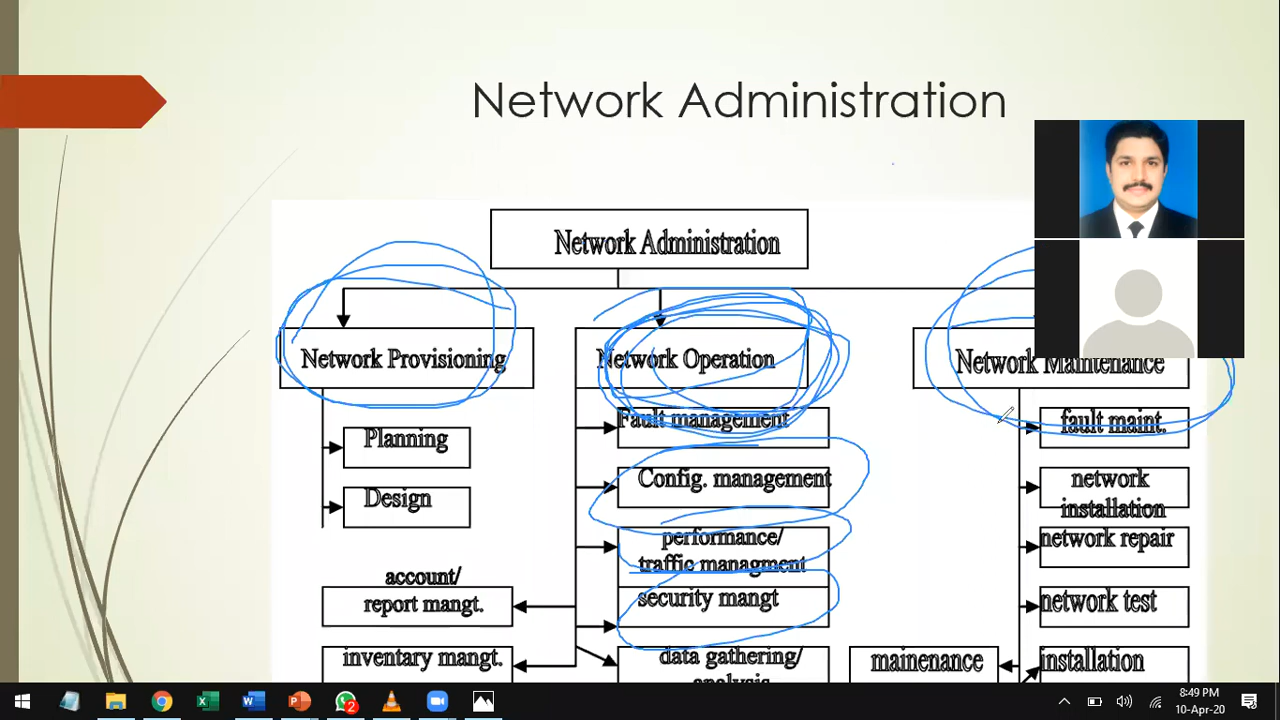 Network Administration
Network Administration
Network Provisioning
Network Operation
Network Maintenance
Planning
Design
Fault management
Config. management
performance/
traffic managment
security mangt
data gathering/
analysis
account/
report mangt.
inventary mangt.
fault maint.
network
installation
network repair
network test
mainenance
installation
2
8:49 PM
10-Apr-20